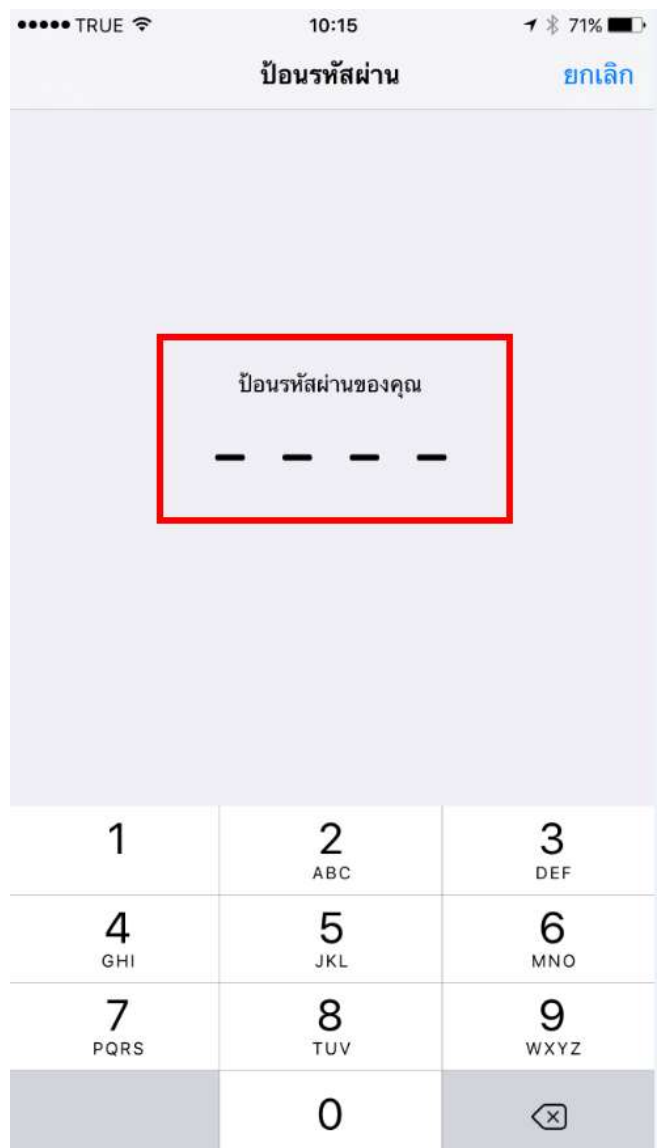 TRUE 10:15 71%
ป้อนรหัสผ่าน ยกเลิก
ป้อนรหัสผ่านของคุณ
1 2 3
ABC DEF
4 5 6
GHI JKL MNO
7 8 9
PQRS TUV WXYZ
0